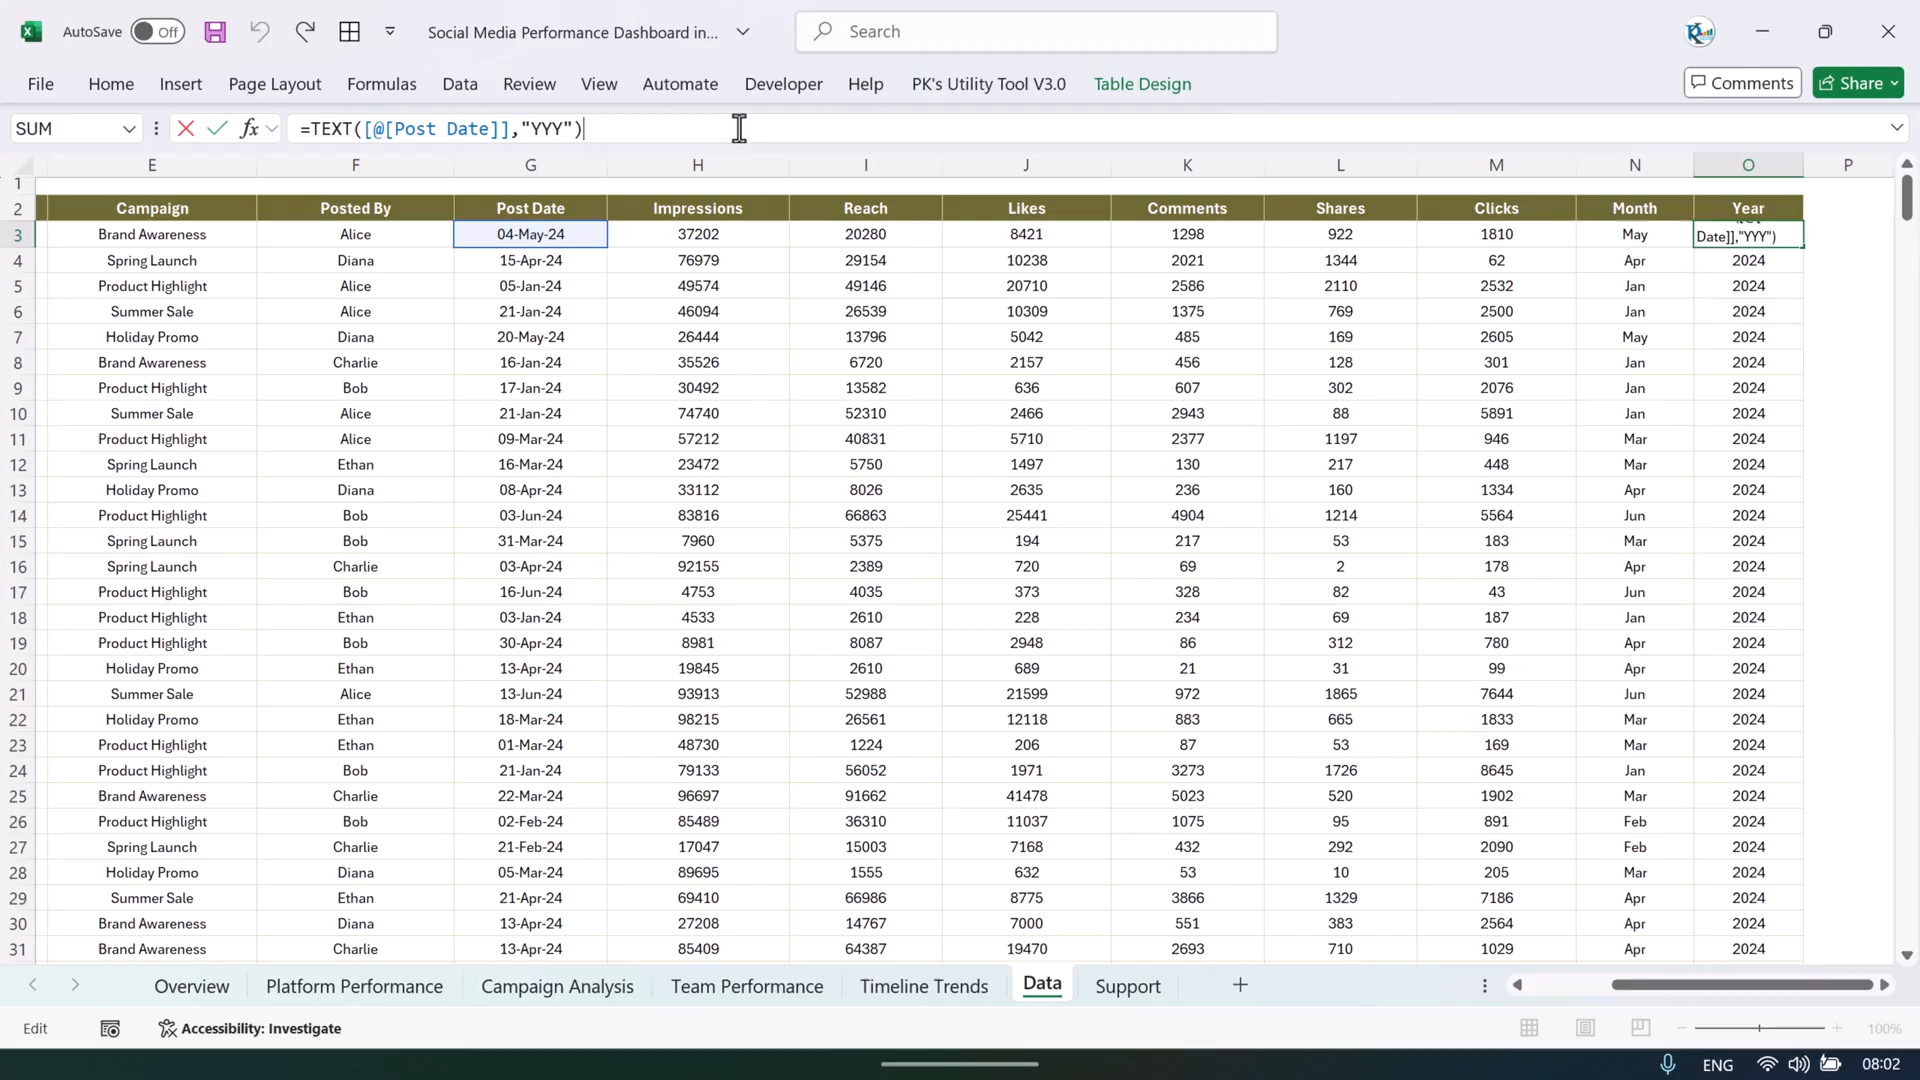 AutoSave Off Social Media Performance Dashboard in... Search
File Home Insert Page Layout Formulas Data Review View Automate Developer Help PK's Utility Tool V3.0 Table Design Comments Share
SUM fx =TEXT([@[Post Date]],"YYY")
E F G H I J K L M N O P
1
2 Campaign Posted By Post Date Impressions Reach Likes Comments Shares Clicks Month Year
3 Brand Awareness Alice 04-May-24 37202 20280 8421 1298 922 1810 May Date]],"YYY")
4 Spring Launch Diana 15-Apr-24 76979 29154 10238 2021 1344 62 Apr 2024
5 Product Highlight Alice 05-Jan-24 49574 49146 20710 2586 2110 2532 Jan 2024
6 Summer Sale Alice 21-Jan-24 46094 26539 10309 1375 769 2500 Jan 2024
7 Holiday Promo Diana 20-May-24 26444 13796 5042 485 169 2605 May 2024
8 Brand Awareness Charlie 16-Jan-24 35526 6720 2157 456 128 301 Jan 2024
9 Product Highlight Bob 17-Jan-24 30492 13582 636 607 302 2076 Jan 2024
10 Summer Sale Alice 21-Jan-24 74740 52310 2466 2943 88 5891 Jan 2024
11 Product Highlight Alice 09-Mar-24 57212 40831 5710 2377 1197 946 Mar 2024
12 Spring Launch Ethan 16-Mar-24 23472 5750 1497 130 217 448 Mar 2024
13 Holiday Promo Diana 08-Apr-24 33112 8026 2635 236 160 1334 Apr 2024
14 Product Highlight Bob 03-Jun-24 83816 66863 25441 4904 1214 5564 Jun 2024
15 Spring Launch Bob 31-Mar-24 7960 5375 194 217 53 183 Mar 2024
16 Spring Launch Charlie 03-Apr-24 92155 2389 720 69 2 178 Apr 2024
17 Product Highlight Bob 16-Jun-24 4753 4035 373 328 82 43 Jun 2024
18 Product Highlight Ethan 03-Jan-24 4533 2610 228 234 69 187 Jan 2024
19 Product Highlight Bob 30-Apr-24 8981 8087 2948 86 312 780 Apr 2024
20 Holiday Promo Ethan 13-Apr-24 19845 2610 689 21 31 99 Apr 2024
21 Summer Sale Alice 13-Jun-24 93913 52988 21599 972 1865 7644 Jun 2024
22 Holiday Promo Ethan 18-Mar-24 98215 26561 12118 883 665 1833 Mar 2024
23 Product Highlight Ethan 01-Mar-24 48730 1224 206 87 53 169 Mar 2024
24 Product Highlight Bob 21-Jan-24 79133 56052 1971 3273 1726 8645 Jan 2024
25 Brand Awareness Charlie 22-Mar-24 96697 91662 41478 5023 520 1902 Mar 2024
26 Product Highlight Bob 02-Feb-24 85489 36310 11037 1075 95 891 Feb 2024
27 Spring Launch Charlie 21-Feb-24 17047 15003 7168 432 292 2090 Feb 2024
28 Holiday Promo Diana 05-Mar-24 89695 1555 632 53 10 205 Mar 2024
29 Summer Sale Ethan 21-Apr-24 69410 66986 8775 3866 1329 7186 Apr 2024
30 Brand Awareness Diana 13-Apr-24 27208 14767 7000 551 383 2564 Apr 2024
31 Brand Awareness Charlie 13-Apr-24 85409 64387 19470 2693 710 1029 Apr 2024
Overview Platform Performance Campaign Analysis Team Performance Timeline Trends Data Support
Edit Accessibility: Investigate 100%
ENG 08:02